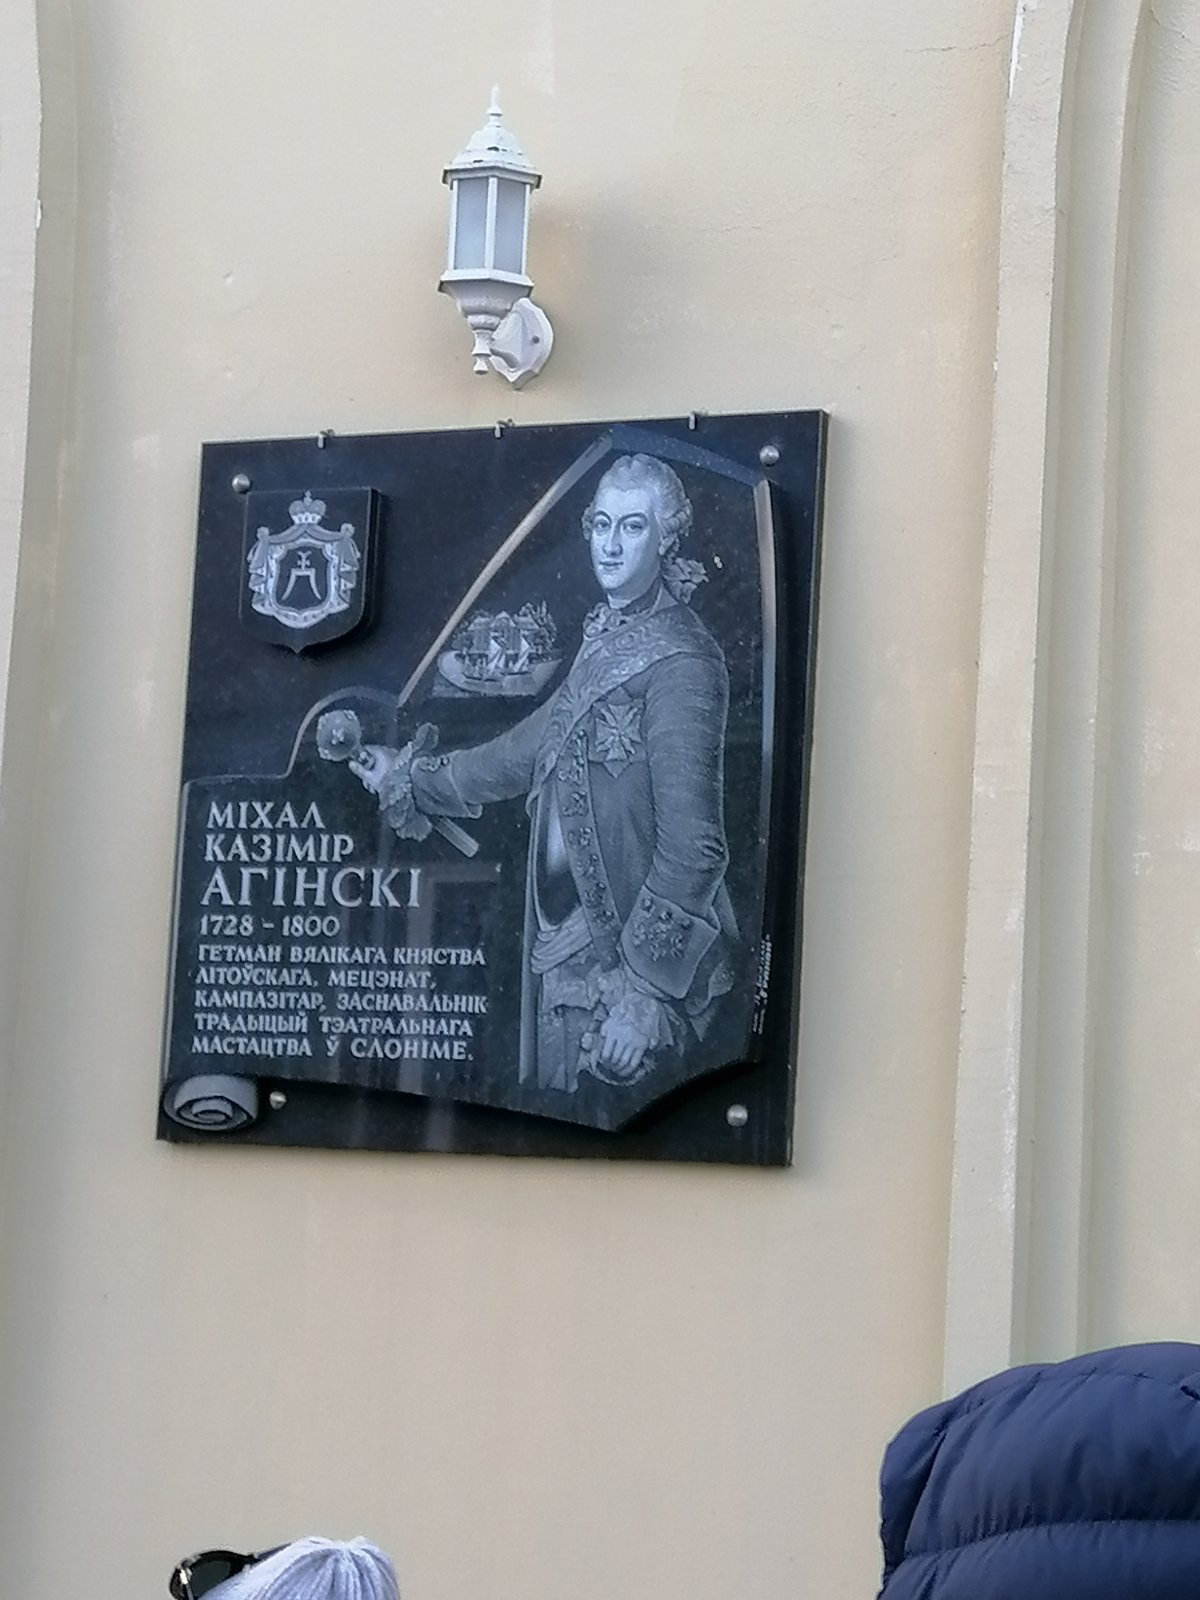 МІХАЛ
КАЗІМІР
АГІНСКІ
1728 - 1800
ГЕТМАН ВЯЛІКАГА КНЯСТВА
ЛІТОЎСКАГА, МЕЦЭНАТ,
КАМПАЗІТАР, ЗАСНАВАЛЬНІК
ТРАДЫЦЫЙ ТЭАТРАЛЬНАГА
МАСТАЦТВА Ў СЛОНІМЕ.